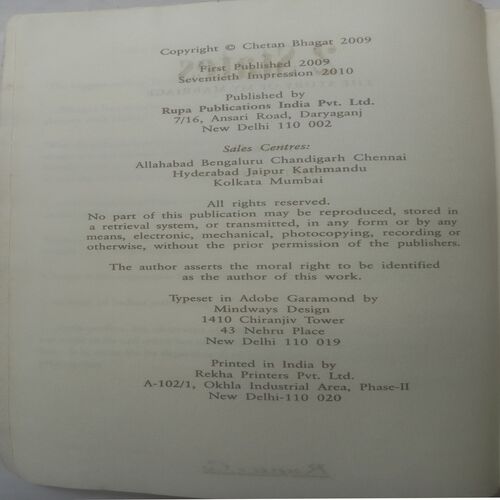 Copyright © Chetan Bhagat 2009
First Published 2009
Seventieth Impression 2010
Published by
Rupa Publications India Pvt. Ltd.
7/16, Ansari Road, Daryaganj
New Delhi 110 002
Sales Centres:
Allahabad Bengaluru Chandigarh Chennai
Hyderabad Jaipur Kathmandu
Kolkata Mumbai
All rights reserved.
No part of this publication may be reproduced, stored in
a retrieval system, or transmitted, in any form or by any
means, electronic, mechanical, photocopying, recording or
otherwise, without the prior permission of the publishers.
The author asserts the moral right to be identified
as the author of this work.
Typeset in Adobe Garamond by
Mindways Design
1410 Chiranjiv Tower
43 Nehru Place
New Delhi 110 019
Printed in India by
Rekha Printers Pvt. Ltd.
A-102/1, Okhla Industrial Area, Phase-II
New Delhi-110 020